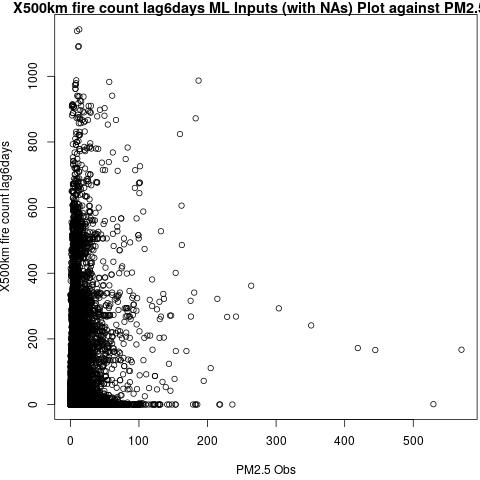 X500km fire count lag6days ML Inputs (with NAs) Plot against PM2.5
X500km fire count lag6days
1000
800
600
400
200
0
0 100 200 300 400 500
PM2.5 Obs